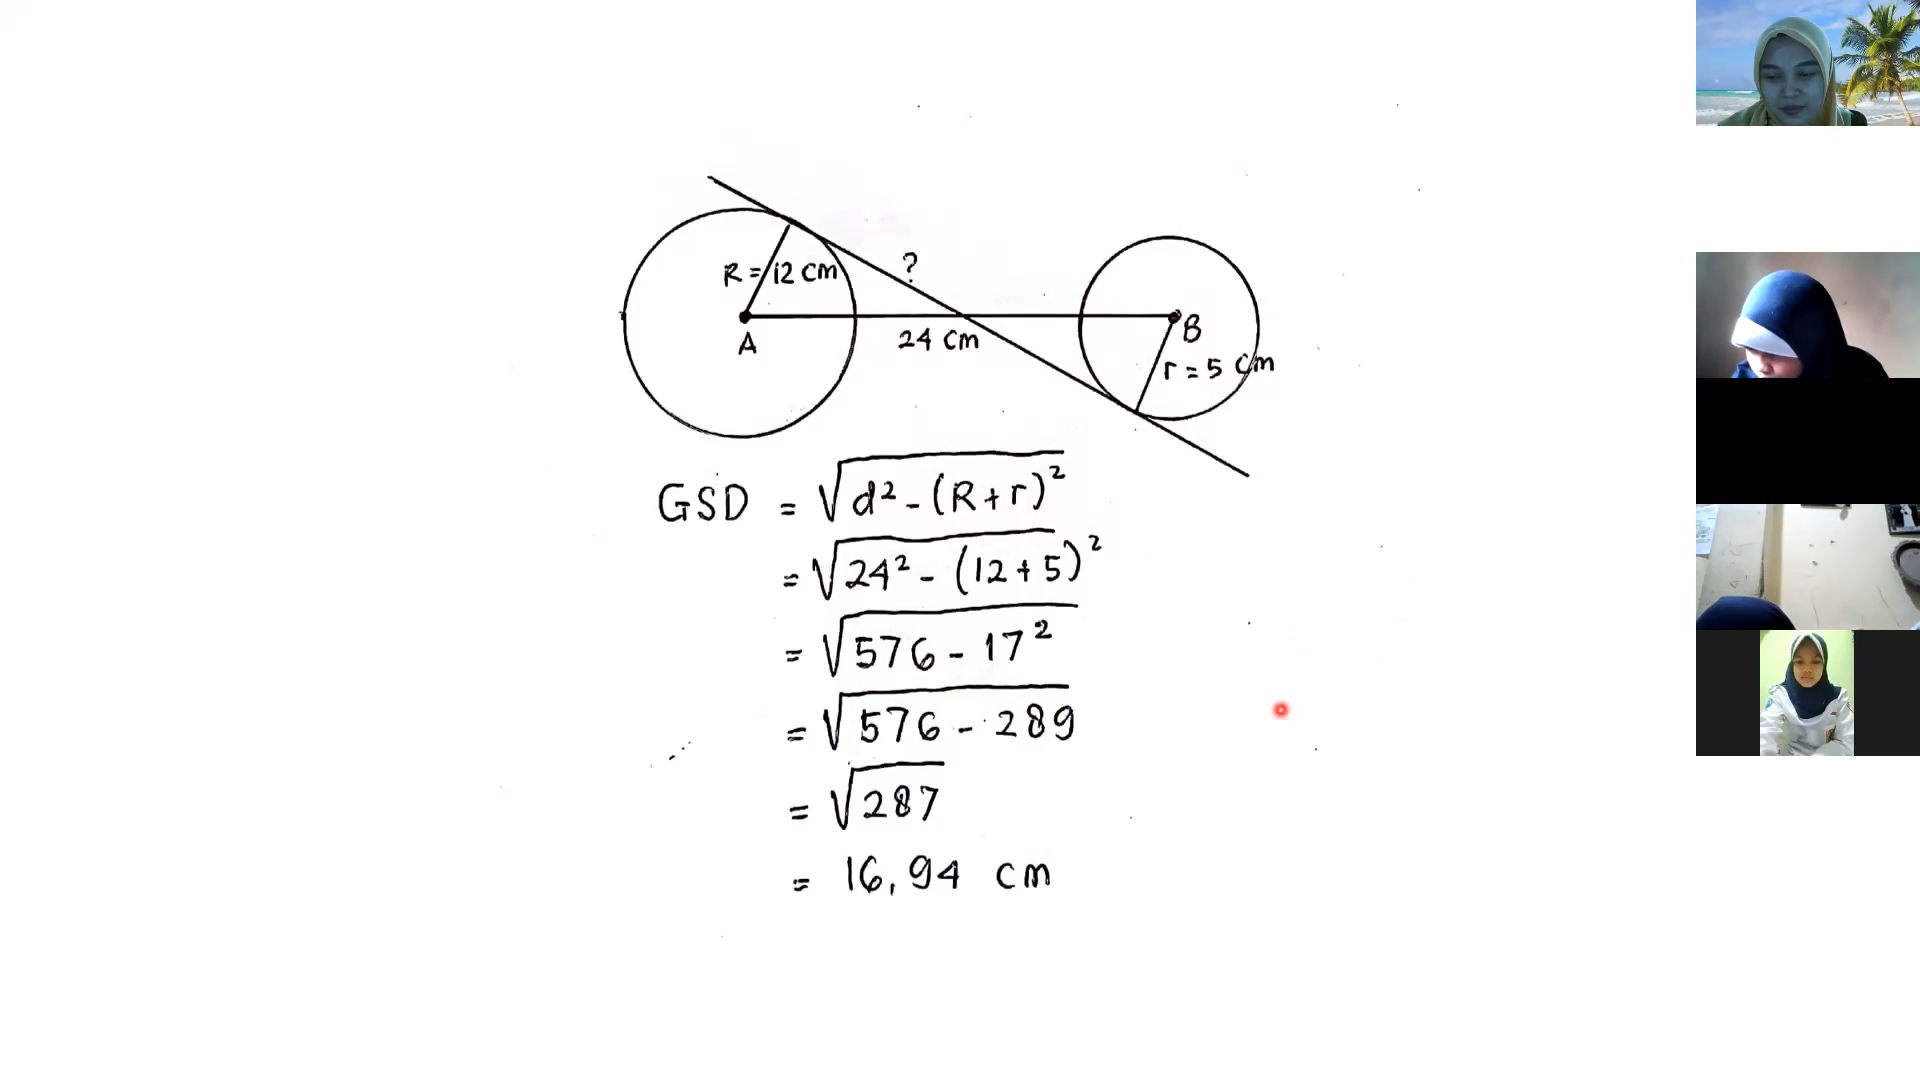 R = 12 cm
?
A
24 cm
B
r = 5 cm
GSD = √d² - (R + r)²
= √24² - (12 + 5)²
= √576 - 17²
= √576 - 289
= √287
= 16,94 cm